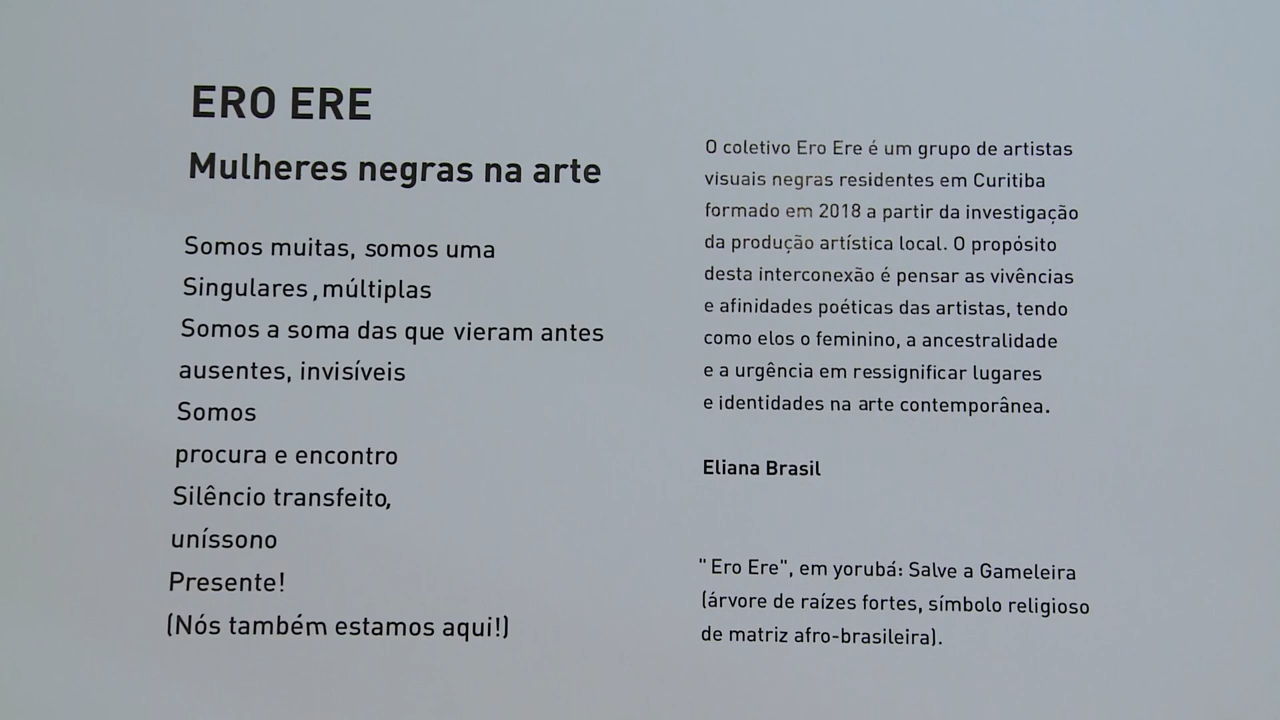 ERO ERE
Mulheres negras na arte
Somos muitas, somos uma
Singulares, múltiplas
Somos a soma das que vieram antes
ausentes, invisíveis
Somos
procura e encontro
Silêncio transfeito,
uníssono
Presente!
(Nós também estamos aqui!)
O coletivo Ero Ere é um grupo de artistas
visuais negras residentes em Curitiba
formado em 2018 a partir da investigação
da produção artística local. O propósito
desta interconexão é pensar as vivências
e afinidades poéticas das artistas, tendo
como elos o feminino, a ancestralidade
e a urgência em ressignificar lugares
e identidades na arte contemporânea.
Eliana Brasil
"Ero Ere", em yorubá: Salve a Gameleira
(árvore de raízes fortes, símbolo religioso
de matriz afro-brasileira).